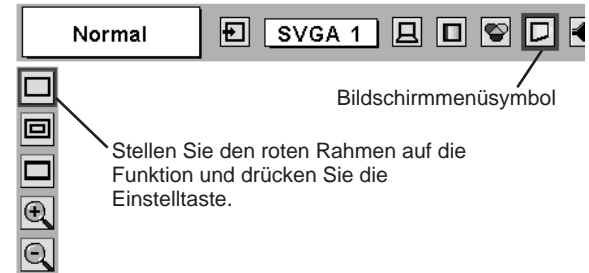 Normal
SVGA 1
Bildschirmmenüsymbol
Stellen Sie den roten Rahmen auf die
Funktion und drücken Sie die
Einstelltaste.